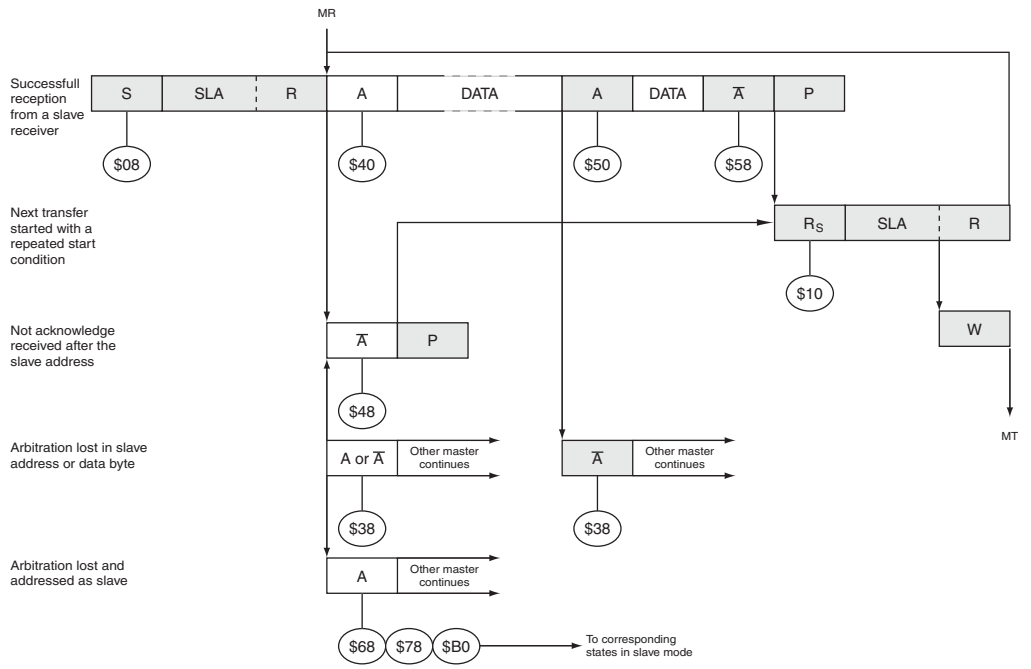 MR
Successfull
reception
from a slave
receiver
S SLA R A DATA A DATA A̅ P
$08 $40 $50 $58
Next transfer
started with a
repeated start
condition
RS SLA R
$10
Not acknowledge
received after the
slave address
A̅ P
W
$48
MT
Arbitration lost in slave
address or data byte
A or A̅
Other master
continues
A̅
Other master
continues
$38 $38
Arbitration lost and
addressed as slave
A
Other master
continues
$68 $78 $B0
To corresponding
states in slave mode